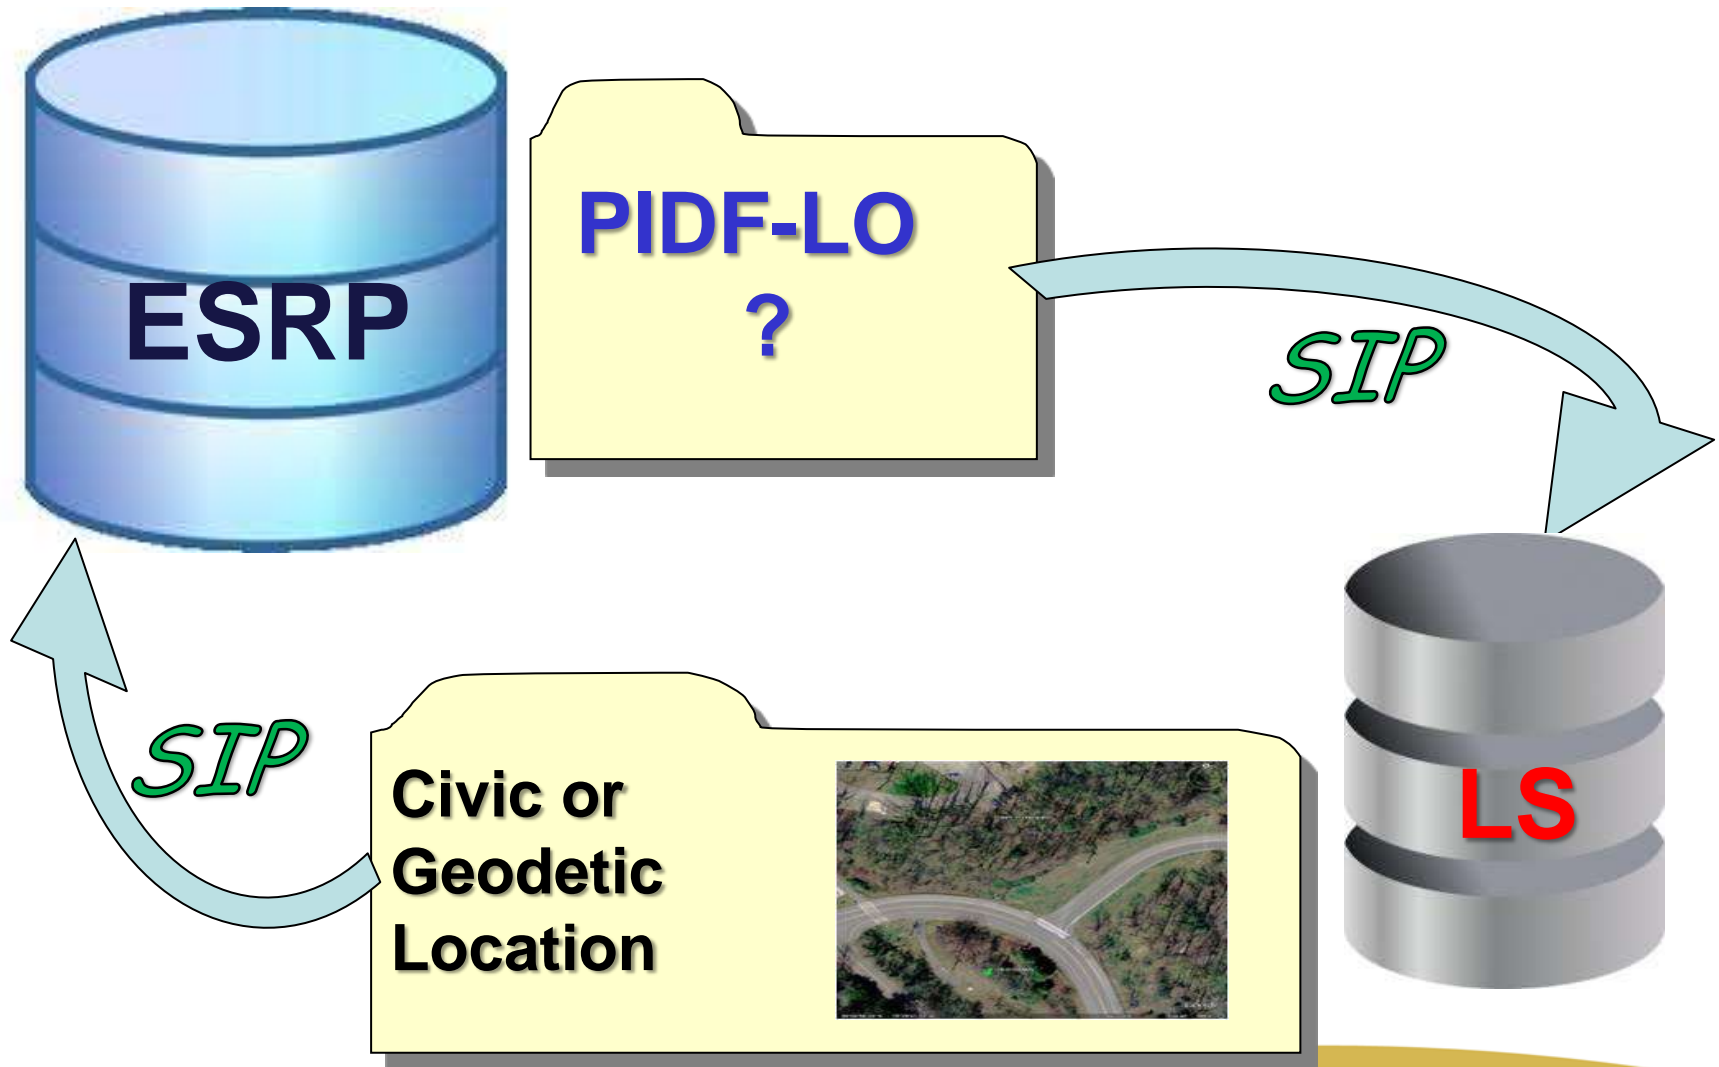 ESRP
PIDF-LO
?
SIP
SIP
Civic or
Geodetic
Location
LS